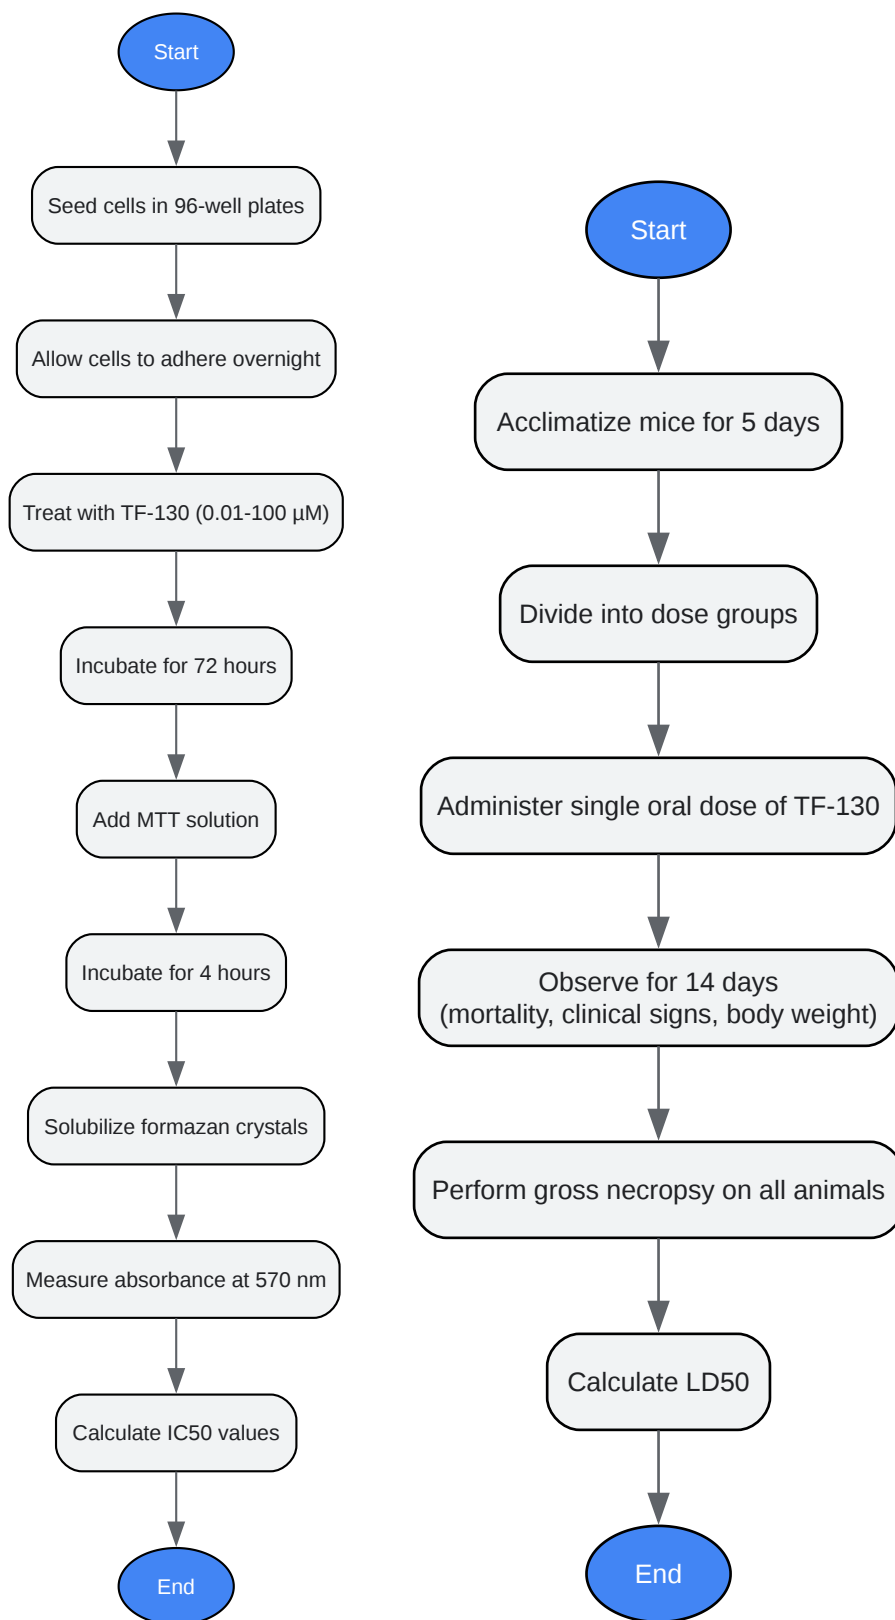 Start
Seed cells in 96-well plates
Allow cells to adhere overnight
Treat with TF-130 (0.01-100 µM)
Incubate for 72 hours
Add MTT solution
Incubate for 4 hours
Solubilize formazan crystals
Measure absorbance at 570 nm
Calculate IC50 values
End
Start
Acclimatize mice for 5 days
Divide into dose groups
Administer single oral dose of TF-130
Observe for 14 days
(mortality, clinical signs, body weight)
Perform gross necropsy on all animals
Calculate LD50
End